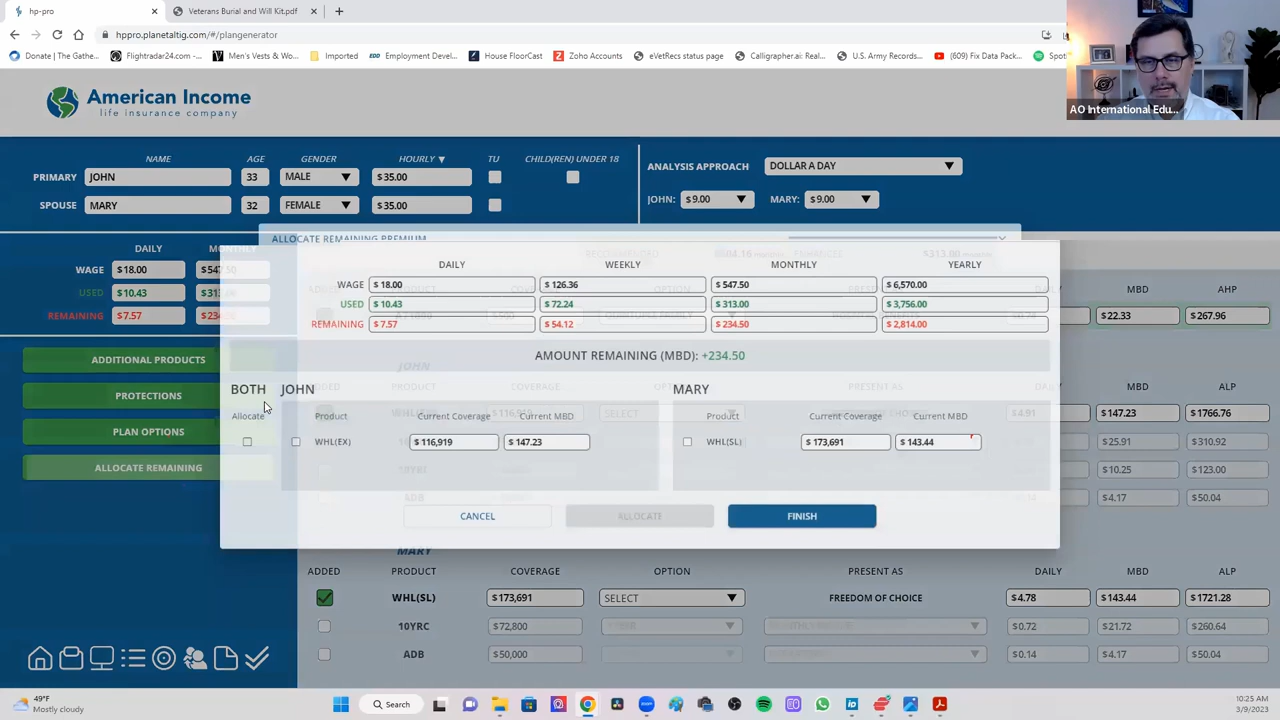 hp-pro
Veterans Burial and Will Kit.pdf
hppro.planetaltig.com/#/plangenerator
Donate | The Gathe...
Flightradar24.com -...
Men's Vests & Wo...
Imported
EDD Employment Devel...
House FloorCast
Zoho Accounts
eVetRecs status page
Calligrapher.ai: Real...
U.S. Army Records...
(609) Fix Data Pack...
Spoti
AO International Edu...
American Income
life insurance company
NAME AGE GENDER HOURLY ▼ TU CHILD(REN) UNDER 18
PRIMARY JOHN 33 MALE $ 35.00
SPOUSE MARY 32 FEMALE $ 35.00
ANALYSIS APPROACH DOLLAR A DAY
JOHN: $ 9.00 MARY: $ 9.00
ALLOCATE REMAINING PREMIUM
DAILY MONTHLY
WAGE $ 18.00 $ 547.50
USED $ 10.43
REMAINING $ 7.57
ADDITIONAL PRODUCTS
PROTECTIONS
PLAN OPTIONS
ALLOCATE REMAINING
DAILY WEEKLY MONTHLY YEARLY
WAGE $ 18.00 $ 126.36 $ 547.50 $ 6,570.00
USED $ 10.43 $ 72.24 $ 313.00 $ 3,756.00
REMAINING $ 7.57 $ 54.12 $ 234.50 $ 2,814.00
AMOUNT REMAINING (MBD): +234.50
BOTH JOHN MARY
Allocate Product Current Coverage Current MBD Product Current Coverage Current MBD
WHL(EX) $ 116,919 $ 147.23 WHL(SL) $ 173,691 $ 143.44
CANCEL ALLOCATE FINISH
MBD AHP
$ 22.33 $ 267.96
MBD ALP
$ 4.91 $ 147.23 $ 1766.76
$ 25.91 $ 310.92
$ 10.25 $ 123.00
ADB $ 0.14 $ 4.17 $ 50.04
MARY
ADDED PRODUCT COVERAGE OPTION PRESENT AS DAILY MBD ALP
WHL(SL) $ 173,691 SELECT FREEDOM OF CHOICE $ 4.78 $ 143.44 $ 1721.28
10YRC $ 72,800 $ 0.72 $ 21.72 $ 260.64
ADB $ 50,000 $ 0.14 $ 4.17 $ 50.04
49°F
Mostly cloudy
Search
10:25 AM
3/9/2023